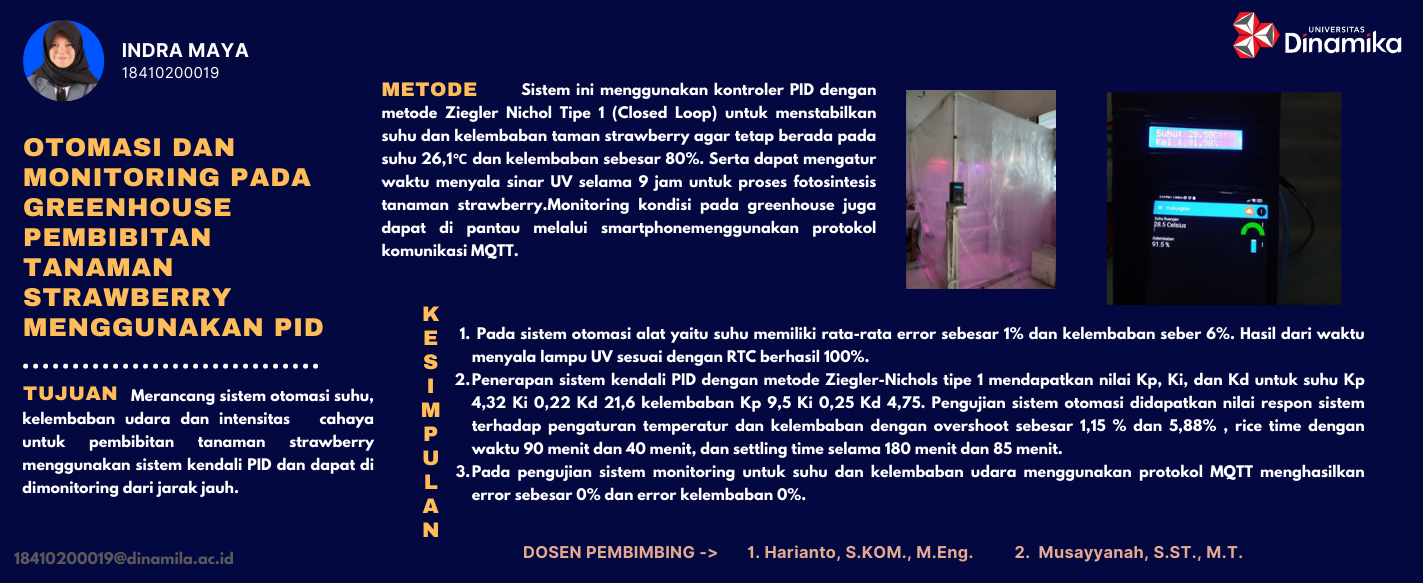 INDRA MAYA
18410200019
UNIVERSITAS
Dinamika
OTOMASI DAN
MONITORING PADA
GREENHOUSE
PEMBIBITAN
TANAMAN
STRAWBERRY
MENGGUNAKAN PID
TUJUAN Merancang sistem otomasi suhu,
kelembaban udara dan intensitas cahaya
untuk pembibitan tanaman strawberry
menggunakan sistem kendali PID dan dapat di
dimonitoring dari jarak jauh.
18410200019@dinamila.ac.id
METODE Sistem ini menggunakan kontroler PID dengan
metode Ziegler Nichol Tipe 1 (Closed Loop) untuk menstabilkan
suhu dan kelembaban taman strawberry agar tetap berada pada
suhu 26,1℃ dan kelembaban sebesar 80%. Serta dapat mengatur
waktu menyala sinar UV selama 9 jam untuk proses fotosintesis
tanaman strawberry.Monitoring kondisi pada greenhouse juga
dapat di pantau melalui smartphonemenggunakan protokol
komunikasi MQTT.
Suhu Ruangan
28.5 Celsius
Kelembaban
91.5 %
KESIMPULAN
1. Pada sistem otomasi alat yaitu suhu memiliki rata-rata error sebesar 1% dan kelembaban seber 6%. Hasil dari waktu
menyala lampu UV sesuai dengan RTC berhasil 100%.
2. Penerapan sistem kendali PID dengan metode Ziegler-Nichols tipe 1 mendapatkan nilai Kp, Ki, dan Kd untuk suhu Kp
4,32 Ki 0,22 Kd 21,6 kelembaban Kp 9,5 Ki 0,25 Kd 4,75. Pengujian sistem otomasi didapatkan nilai respon sistem
terhadap pengaturan temperatur dan kelembaban dengan overshoot sebesar 1,15 % dan 5,88% , rice time dengan
waktu 90 menit dan 40 menit, dan settling time selama 180 menit dan 85 menit.
3. Pada pengujian sistem monitoring untuk suhu dan kelembaban udara menggunakan protokol MQTT menghasilkan
error sebesar 0% dan error kelembaban 0%.
DOSEN PEMBIMBING -> 1. Harianto, S.KOM., M.Eng. 2. Musayyanah, S.ST., M.T.